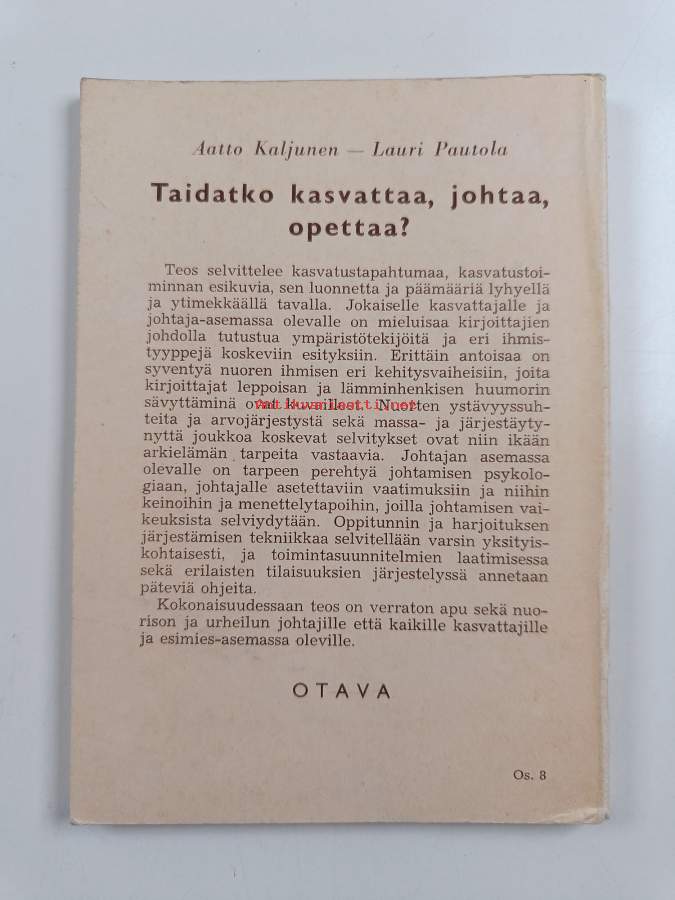 Aatto Kaljunen — Lauri Pautola
Taidatko kasvattaa, johtaa,
opettaa?
Teos selvittelee kasvatustapahtumaa, kasvatustoi-
minnan esikuvia, sen luonnetta ja päämääriä lyhyellä
ja ytimekkäällä tavalla. Jokaiselle kasvattajalle ja
johtaja-asemassa olevalle on mieluisaa kirjoittajien
johdolla tutustua ympäristötekijöitä ja eri ihmis-
tyyppejä koskeviin esityksiin. Erittäin antoisaa on
syventyä nuoren ihmisen eri kehitysvaiheisiin, joita
kirjoittajat leppoisan ja lämminhenkisen huumorin
sävyttäminä ovat kuvailleet. Nuorten ystävyyssuh-
antikvariaatti.net
teita ja arvojärjestystä sekä massa- ja järjestäyty-
nyttä joukkoa koskevat selvitykset ovat niin ikään
arkielämän tarpeita vastaavia. Johtajan asemassa
olevalle on tarpeen perehtyä johtamisen psykolo-
giaan, johtajalle asetettaviin vaatimuksiin ja niihin
keinoihin ja menettelytapoihin, joilla johtamisen vai-
keuksista selviydytään. Oppitunnin ja harjoituksen
järjestämisen tekniikkaa selvitellään varsin yksityis-
kohtaisesti, ja toimintasuunnitelmien laatimisessa
sekä erilaisten tilaisuuksien järjestelyssä annetaan
päteviä ohjeita.
Kokonaisuudessaan teos on verraton apu sekä nuo-
rison ja urheilun johtajille että kaikille kasvattajille
ja esimies-asemassa oleville.
OTAVA
Os. 8